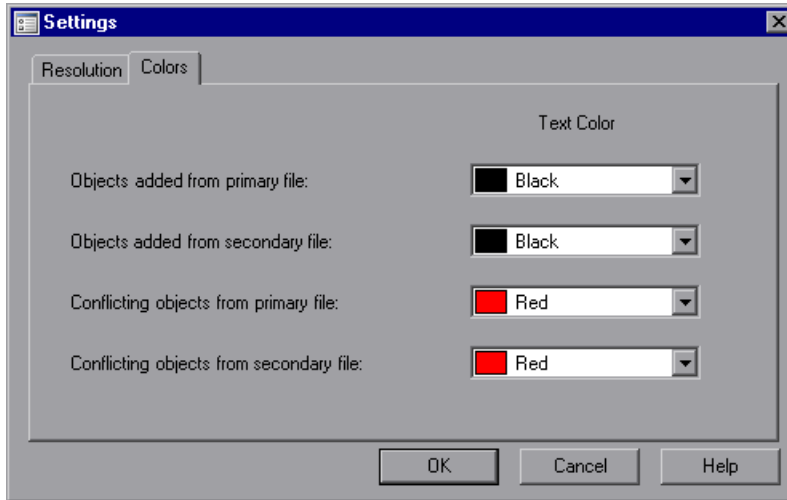 Settings
Resolution Colors
Text Color
Objects added from primary file: Black
Objects added from secondary file: Black
Conflicting objects from primary file: Red
Conflicting objects from secondary file: Red
OK Cancel Help